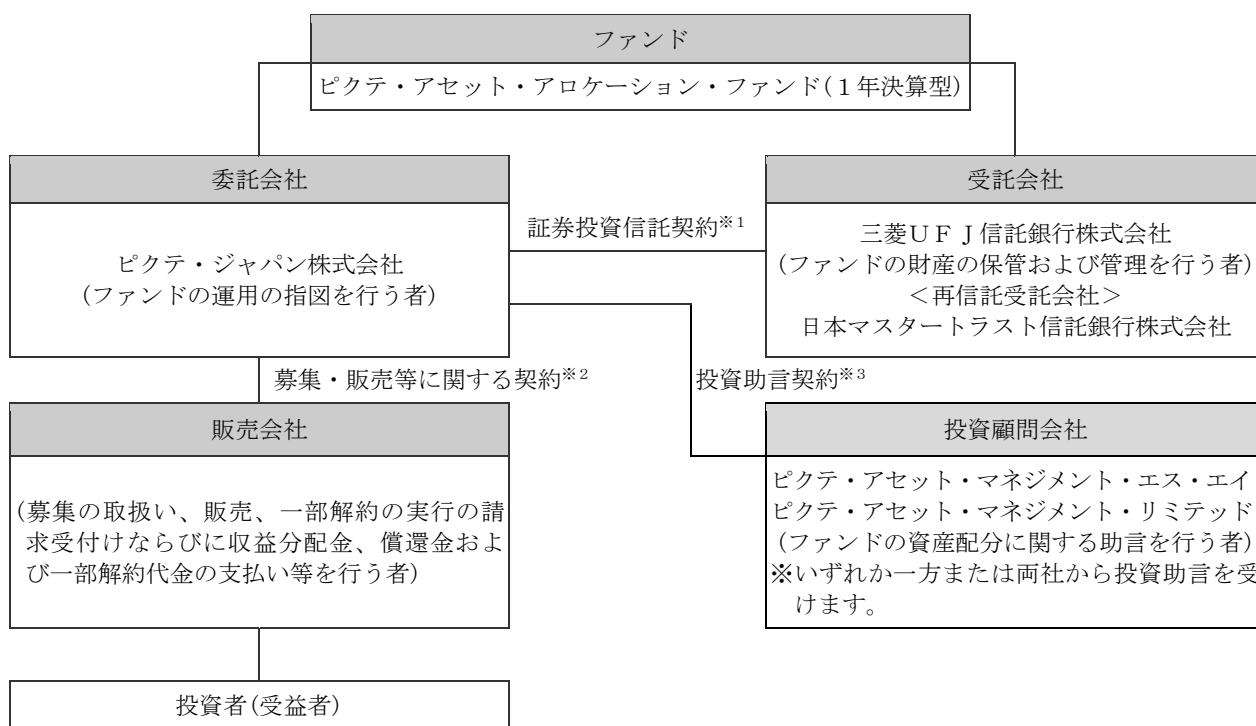 ファンド
ピクテ・アセット・アロケーション・ファンド(１年決算型)
委託会社
ピクテ・ジャパン株式会社
(ファンドの運用の指図を行う者)
証券投資信託契約※1
受託会社
三菱ＵＦＪ信託銀行株式会社
(ファンドの財産の保管および管理を行う者)
＜再信託受託会社＞
日本マスタートラスト信託銀行株式会社
募集・販売等に関する契約※2
投資助言契約※3
販売会社
(募集の取扱い、販売、一部解約の実行の請
求受付けならびに収益分配金、償還金およ
び一部解約代金の支払い等を行う者)
投資顧問会社
ピクテ・アセット・マネジメント・エス・エイ
ピクテ・アセット・マネジメント・リミテッド
(ファンドの資産配分に関する助言を行う者)
※いずれか一方または両社から投資助言を受
けます。
投資者(受益者)